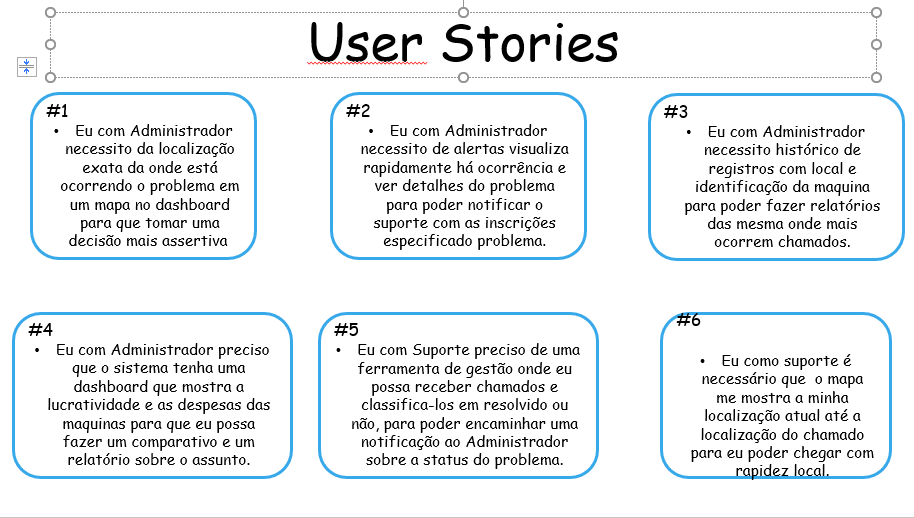 User Stories
#1
• Eu com Administrador
necessito da localização
exata da onde está
ocorrendo o problema em
um mapa no dashboard
para que tomar uma
decisão mais assertiva
#2
• Eu com Administrador
necessito de alertas visualiza
rapidamente há ocorrência e
ver detalhes do problema
para poder notificar o
suporte com as inscrições
especificado problema.
#3
• Eu com Administrador
necessito histórico de
registros com local e
identificação da maquina
para poder fazer relatórios
das mesma onde mais
ocorrem chamados.
#4
• Eu com Administrador preciso
que o sistema tenha uma
dashboard que mostra a
lucratividade e as despesas das
maquinas para que eu possa
fazer um comparativo e um
relatório sobre o assunto.
#5
• Eu com Suporte preciso de uma
ferramenta de gestão onde eu
possa receber chamados e
classifica-los em resolvido ou
não, para poder encaminhar uma
notificação ao Administrador
sobre a status do problema.
#6
• Eu como suporte é
necessário que o mapa
me mostra a minha
localização atual até a
localização do chamado
para eu poder chegar com
rapidez local.